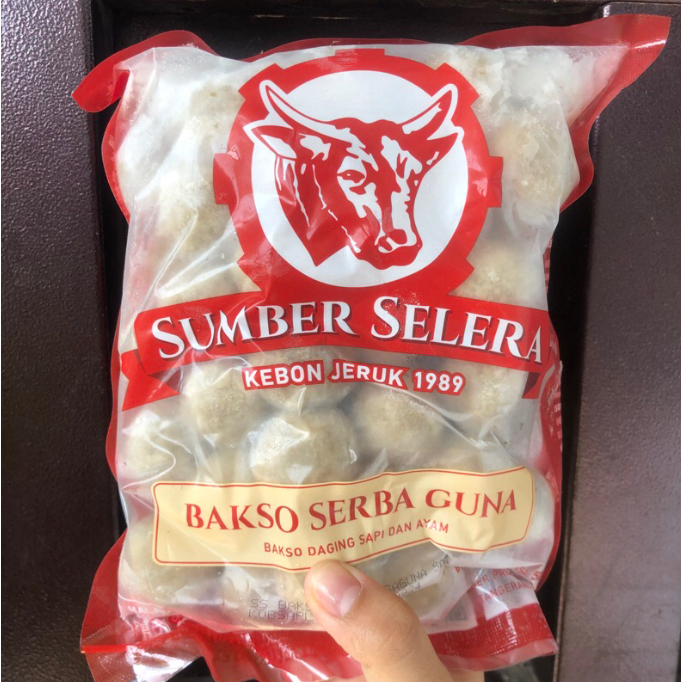 SUMBER SELERA
KEBON JERUK 1989
BAKSO SERBA GUNA
BAKSO DAGING SAPI DAN AYAM